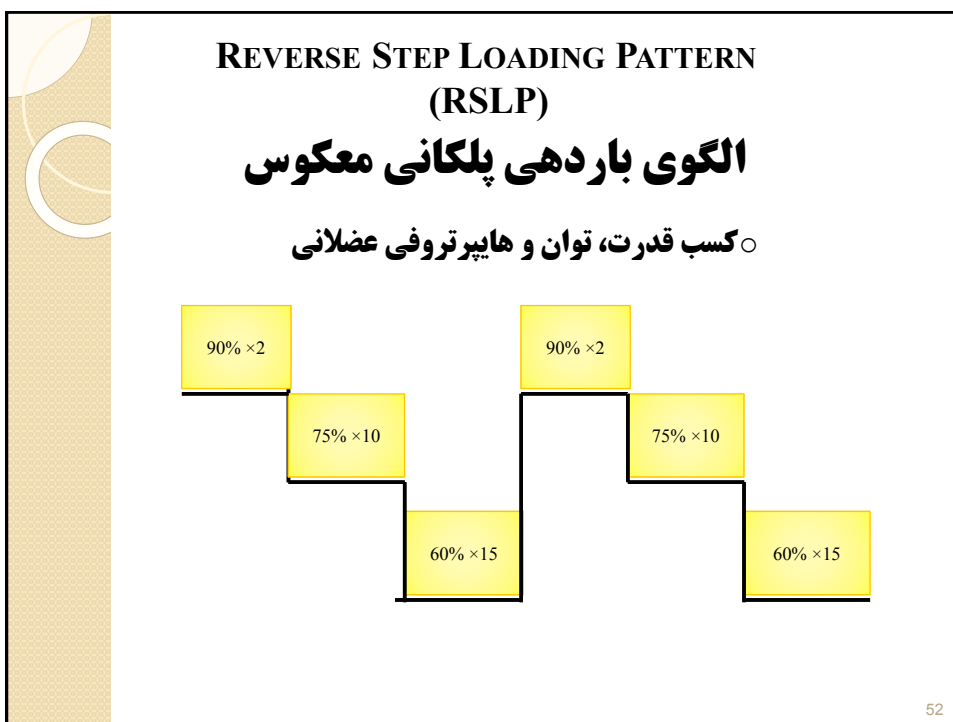 REVERSE STEP LOADING PATTERN
(RSLP)
الگوی باردهی پلکانی معکوس
○کسب قدرت، توان و هایپرتروفی عضلانی
90% ×2
90% ×2
75% ×10
75% ×10
60% ×15
60% ×15
52